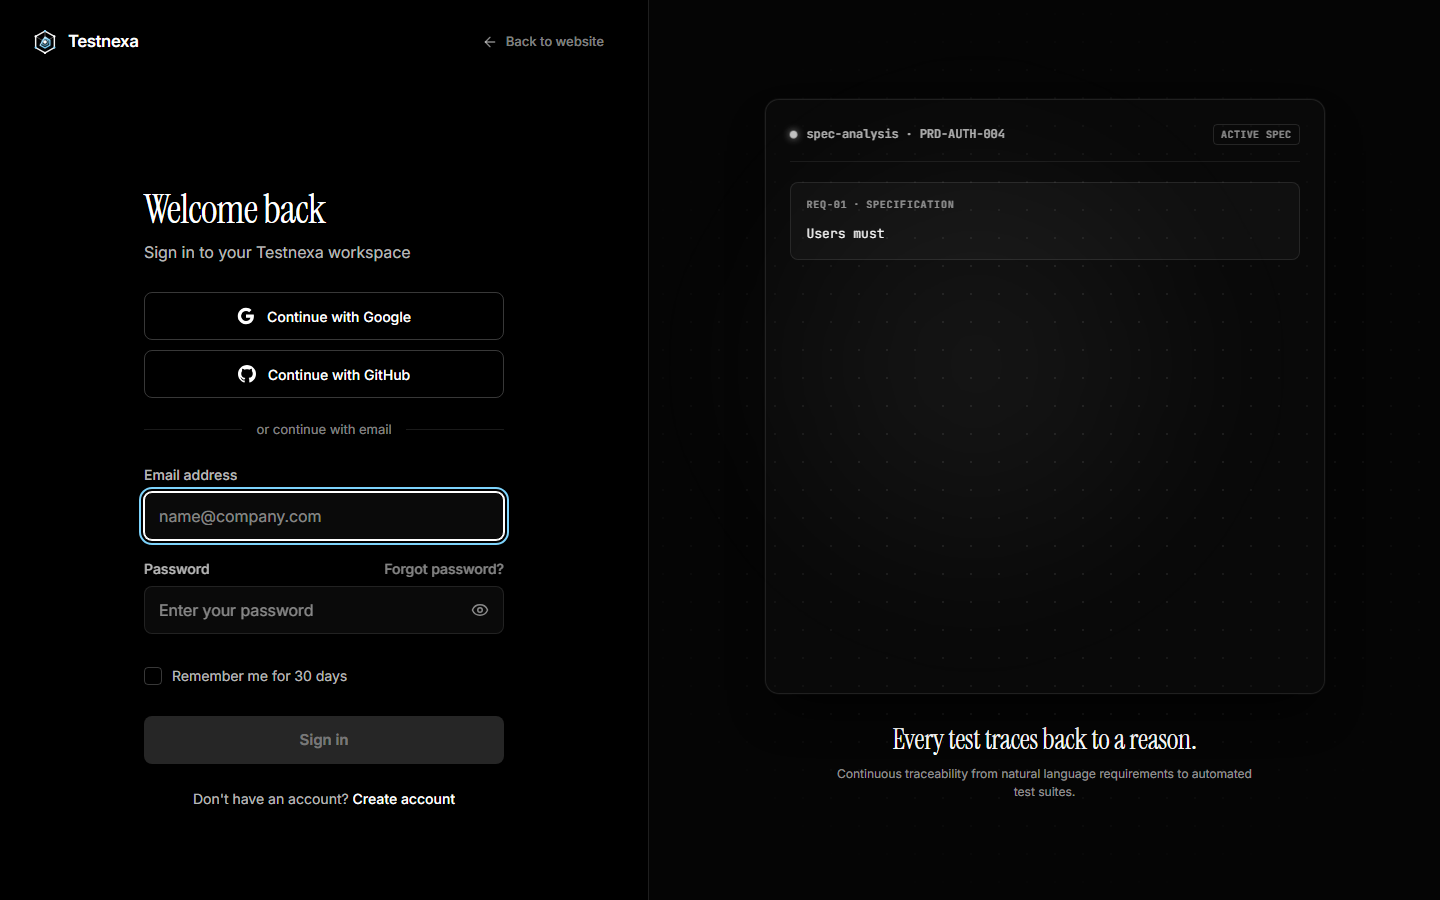 Testnexa
Back to website
Welcome back
Sign in to your Testnexa workspace
Continue with Google
Continue with GitHub
or continue with email
Email address
name@company.com
Password
Forgot password?
Enter your password
Remember me for 30 days
Sign in
Don't have an account? Create account
spec-analysis · PRD-AUTH-004
ACTIVE SPEC
REQ-01 · SPECIFICATION
Users must
Every test traces back to a reason.
Continuous traceability from natural language requirements to automated
test suites.